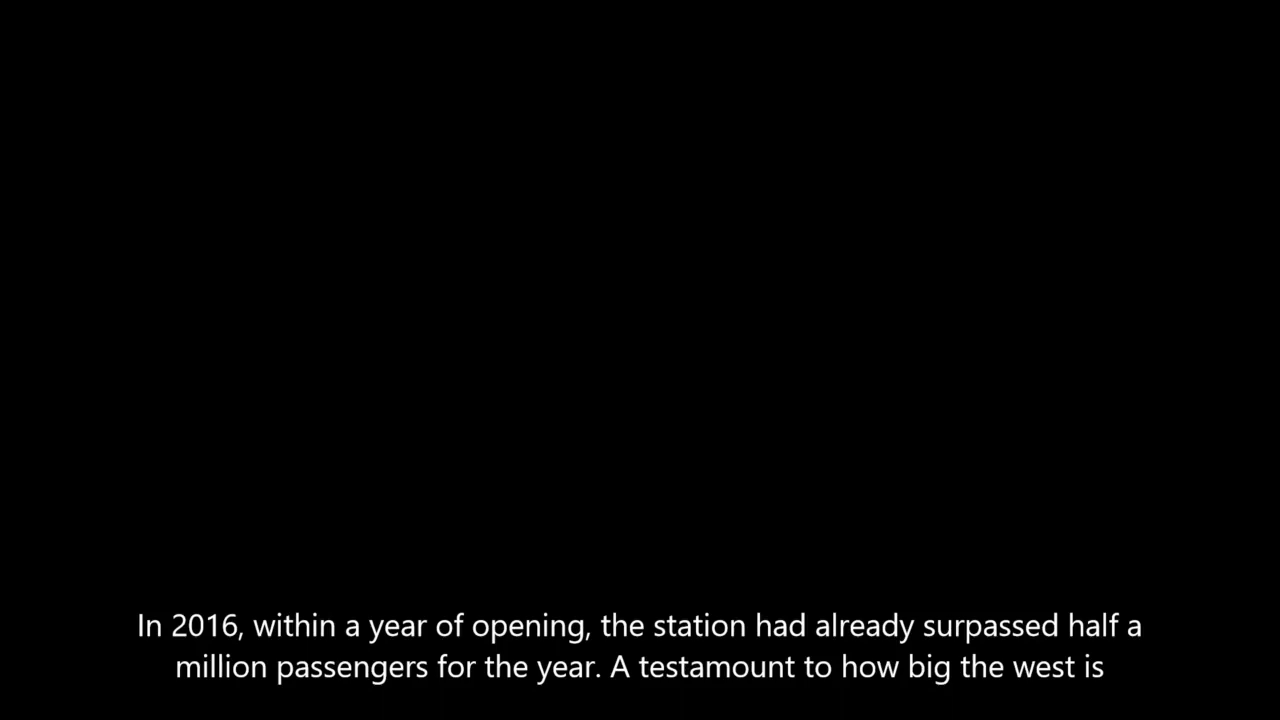 In 2016, within a year of opening, the station had already surpassed half a
million passengers for the year. A testamount to how big the west is